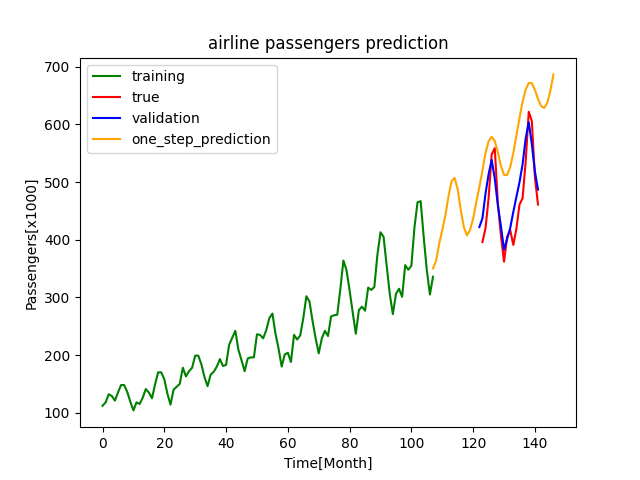 airline passengers prediction
training
true
validation
one_step_prediction
Passengers[x1000]
700
600
500
400
300
200
100
0 20 40 60 80 100 120 140
Time[Month]